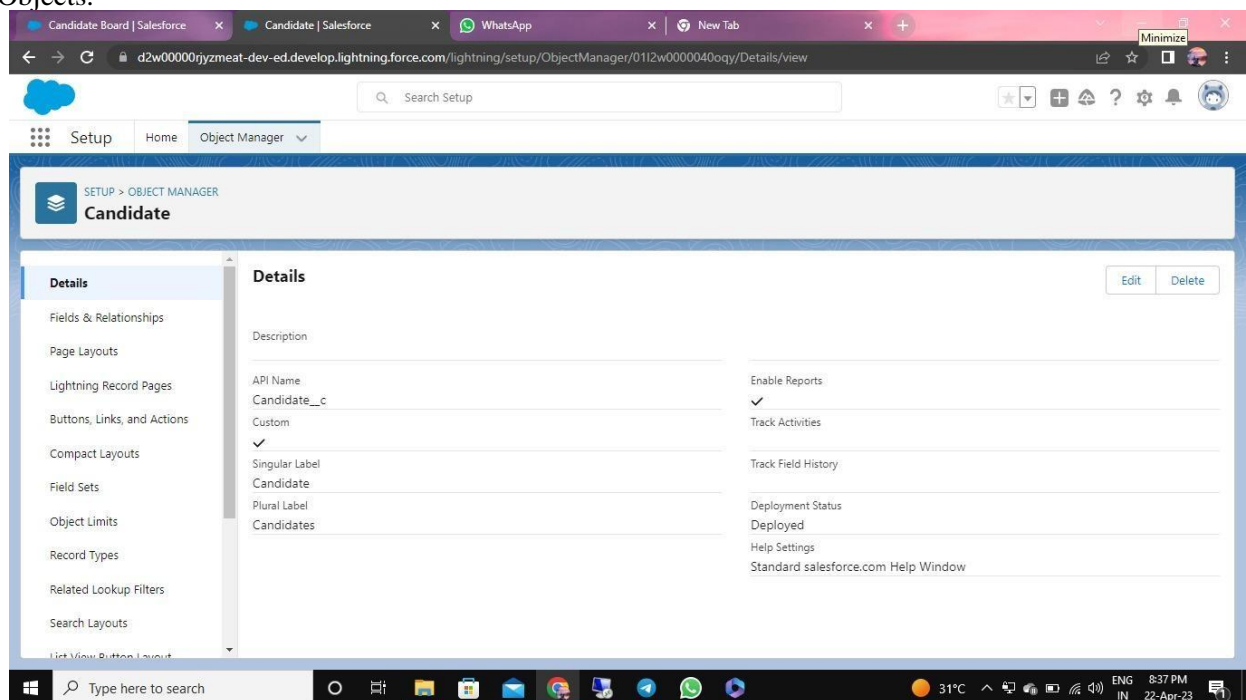 Objects.
Candidate Board | Salesforce
Candidate | Salesforce
WhatsApp
New Tab
Minimize
d2w00000rjyzmeat-dev-ed.develop.lightning.force.com/lightning/setup/ObjectManager/01I2w0000040oqy/Details/view
Search Setup
Setup
Home
Object Manager
SETUP > OBJECT MANAGER
Candidate
Details
Fields & Relationships
Page Layouts
Lightning Record Pages
Buttons, Links, and Actions
Compact Layouts
Field Sets
Object Limits
Record Types
Related Lookup Filters
Search Layouts
List View Button Layout
Details
Edit
Delete
Description
API Name
Candidate__c
Custom
Singular Label
Candidate
Plural Label
Candidates
Enable Reports
Track Activities
Track Field History
Deployment Status
Deployed
Help Settings
Standard salesforce.com Help Window
Type here to search
31°C
ENG
IN
8:37 PM
22-Apr-23
1